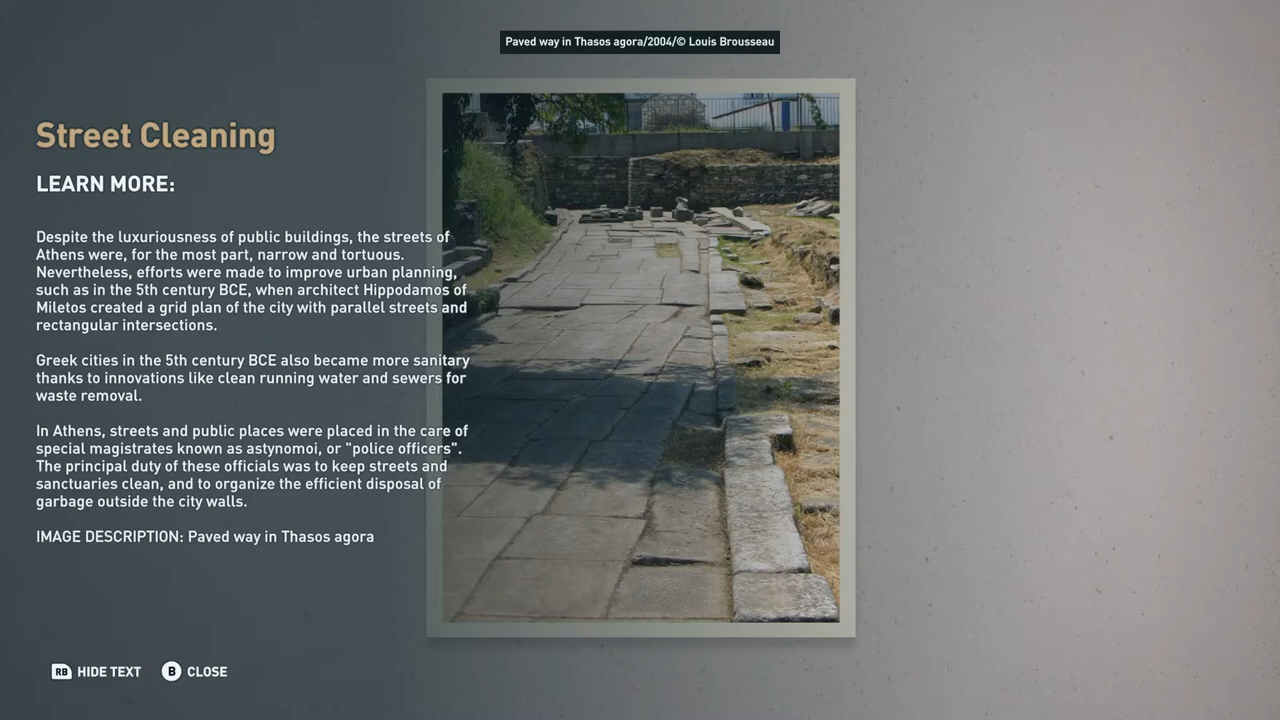 Paved way in Thasos agora/2004/© Louis Brousseau
Street Cleaning
LEARN MORE:
Despite the luxuriousness of public buildings, the streets of
Athens were, for the most part, narrow and tortuous.
Nevertheless, efforts were made to improve urban planning,
such as in the 5th century BCE, when architect Hippodamos of
Miletos created a grid plan of the city with parallel streets and
rectangular intersections.
Greek cities in the 5th century BCE also became more sanitary
thanks to innovations like clean running water and sewers for
waste removal.
In Athens, streets and public places were placed in the care of
special magistrates known as astynomoi, or "police officers".
The principal duty of these officials was to keep streets and
sanctuaries clean, and to organize the efficient disposal of
garbage outside the city walls.
IMAGE DESCRIPTION: Paved way in Thasos agora
RB HIDE TEXT B CLOSE